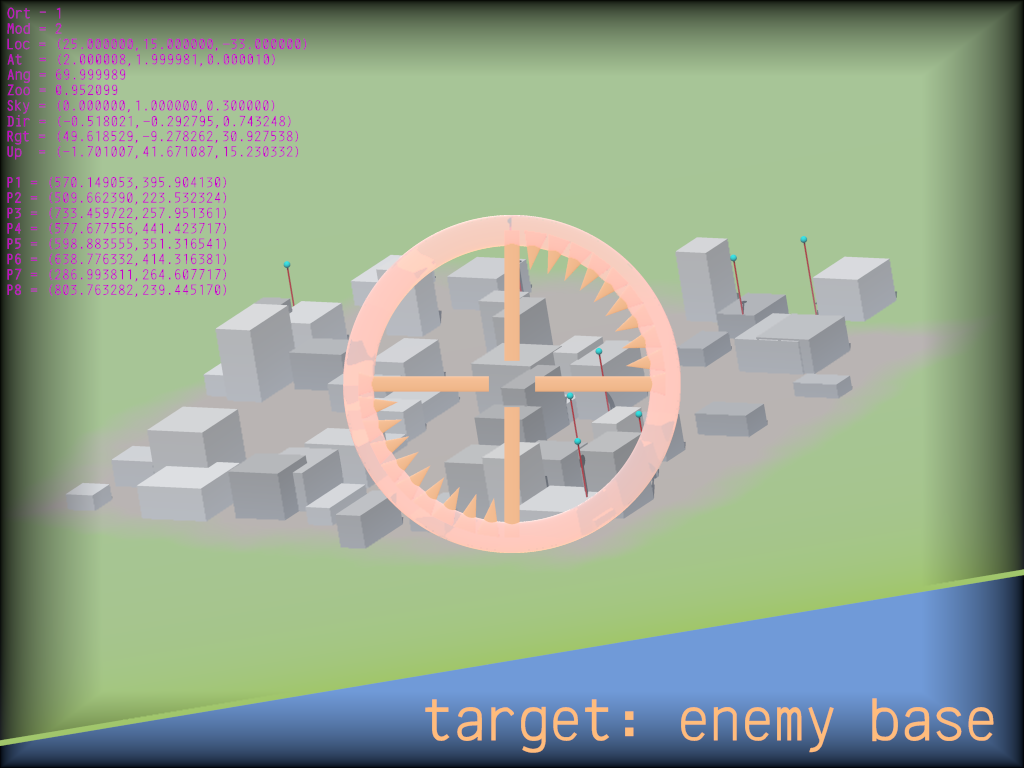 Ort = 1
Mod = 2
Loc = (25.000000,15.000000,-33.000000)
At  = (2.000008,1.999981,0.000010)
Ang = 69.999989
Zoo = 0.952099
Sky = (0.000000,1.000000,0.300000)
Dir = (-0.518021,-0.292795,0.743248)
Rgt = (49.618529,-9.278262,30.927538)
Up  = (-1.701007,41.671087,15.230332)
P1 = (570.149053,395.904130)
P2 = (509.662390,223.532324)
P3 = (733.459722,257.951361)
P4 = (577.677556,441.423717)
P5 = (598.883555,351.316541)
P6 = (638.776332,414.316381)
P7 = (286.993811,264.607717)
P8 = (803.763282,239.445170)
target: enemy base